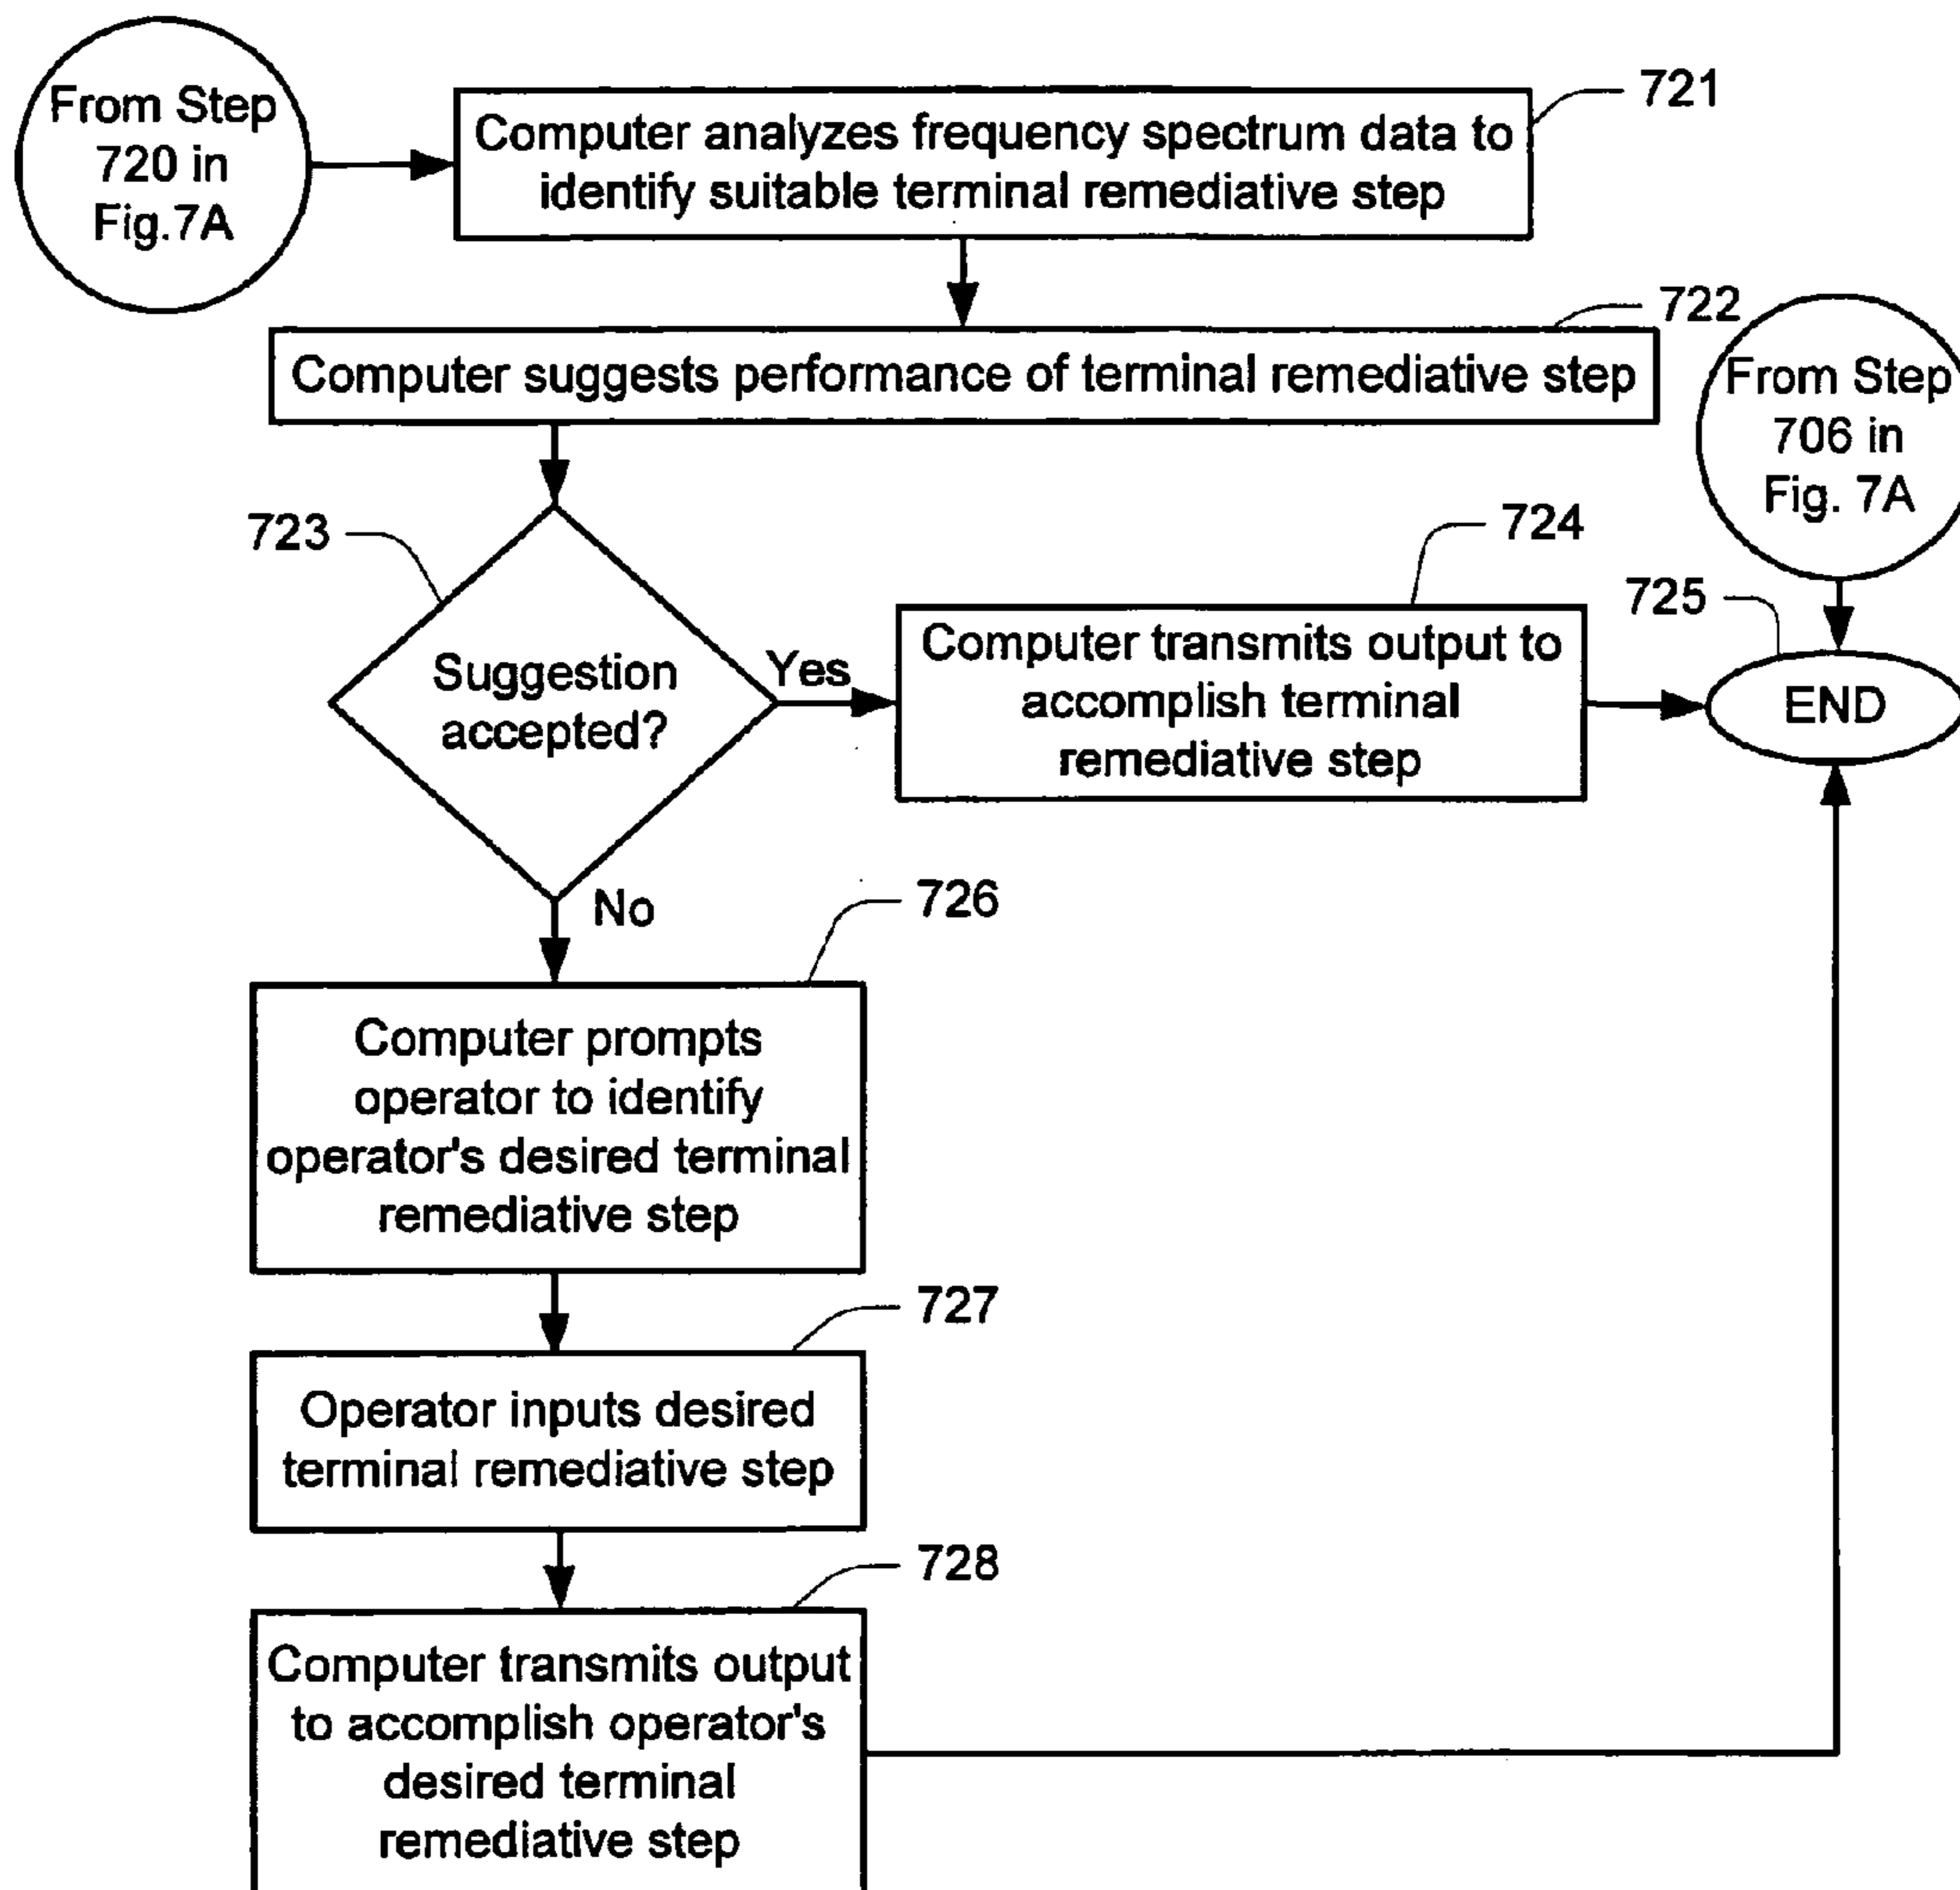 From Step
720 in
Fig.7A
721
Computer analyzes frequency spectrum data to
identify suitable terminal remediative step
722
Computer suggests performance of terminal remediative step
From Step
706 in
Fig. 7A
723
Suggestion
accepted?
Yes
724
Computer transmits output to
accomplish terminal
remediative step
725
END
No
726
Computer prompts
operator to identify
operator's desired terminal
remediative step
727
Operator inputs desired
terminal remediative step
728
Computer transmits output
to accomplish operator's
desired terminal
remediative step